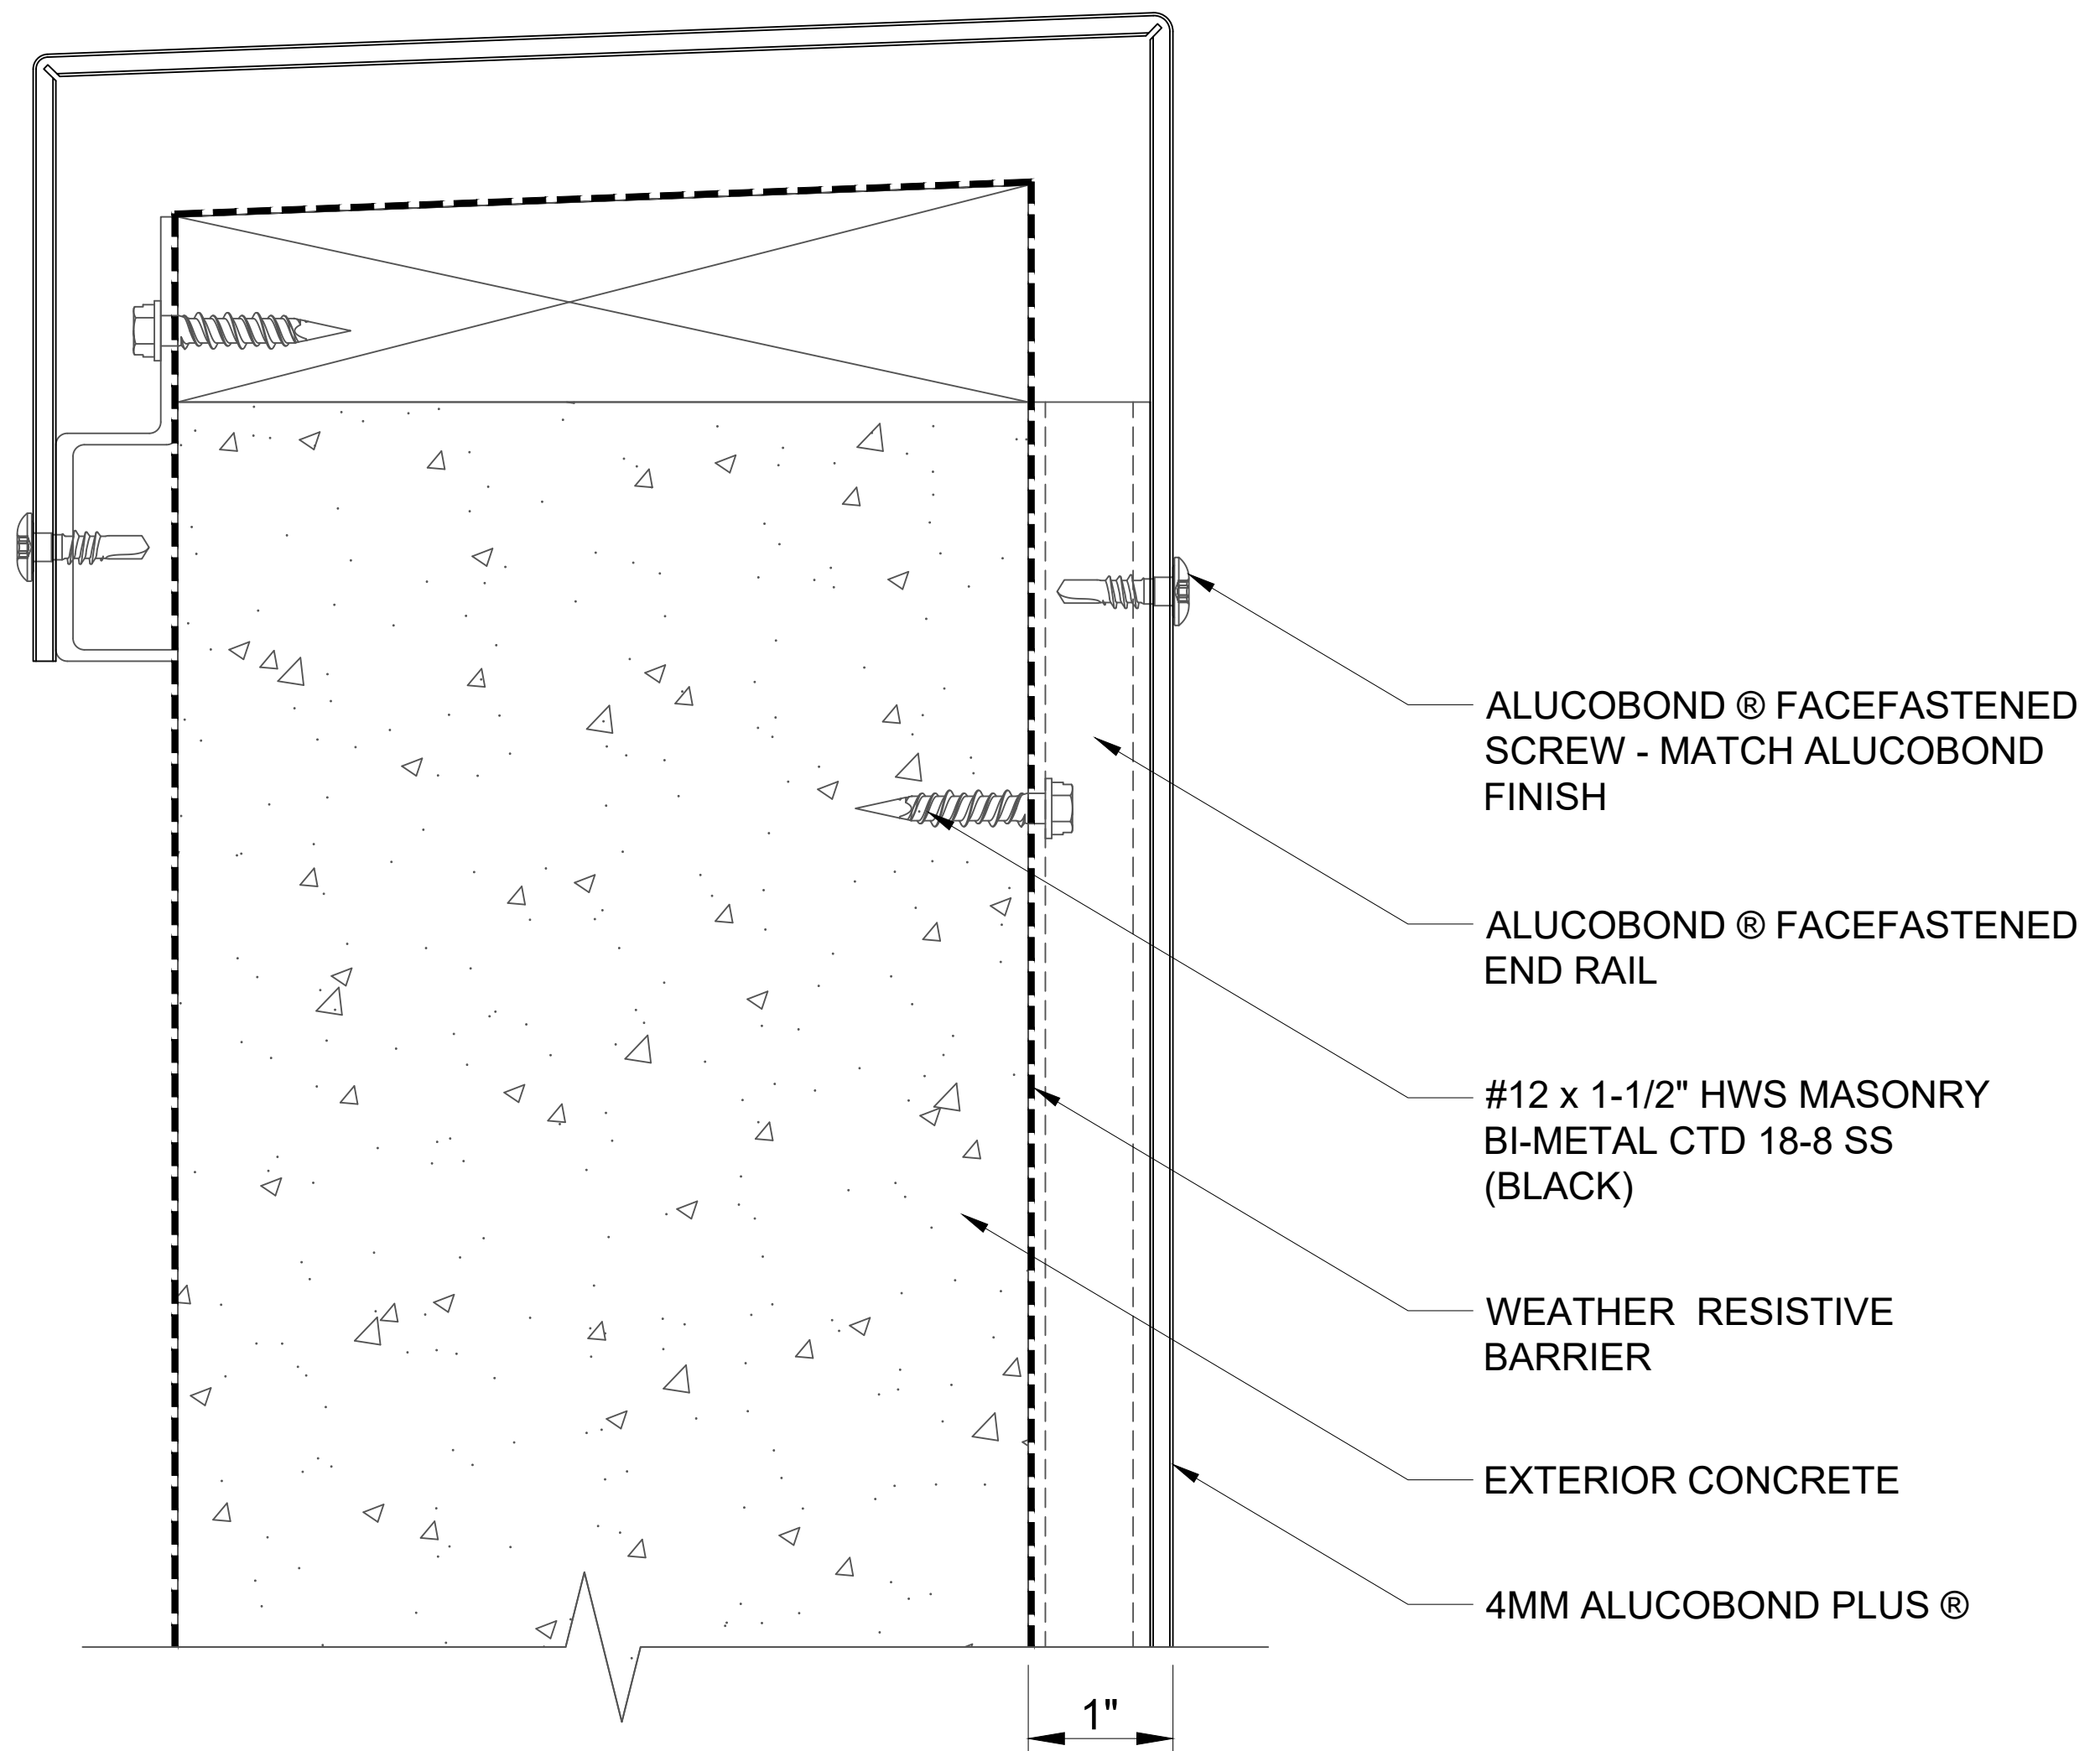 ALUCOBOND ® FACEFASTENED
SCREW - MATCH ALUCOBOND
FINISH
ALUCOBOND ® FACEFASTENED
END RAIL
#12 x 1-1/2" HWS MASONRY
BI-METAL CTD 18-8 SS
(BLACK)
WEATHER RESISTIVE
BARRIER
EXTERIOR CONCRETE
4MM ALUCOBOND PLUS ®
1"